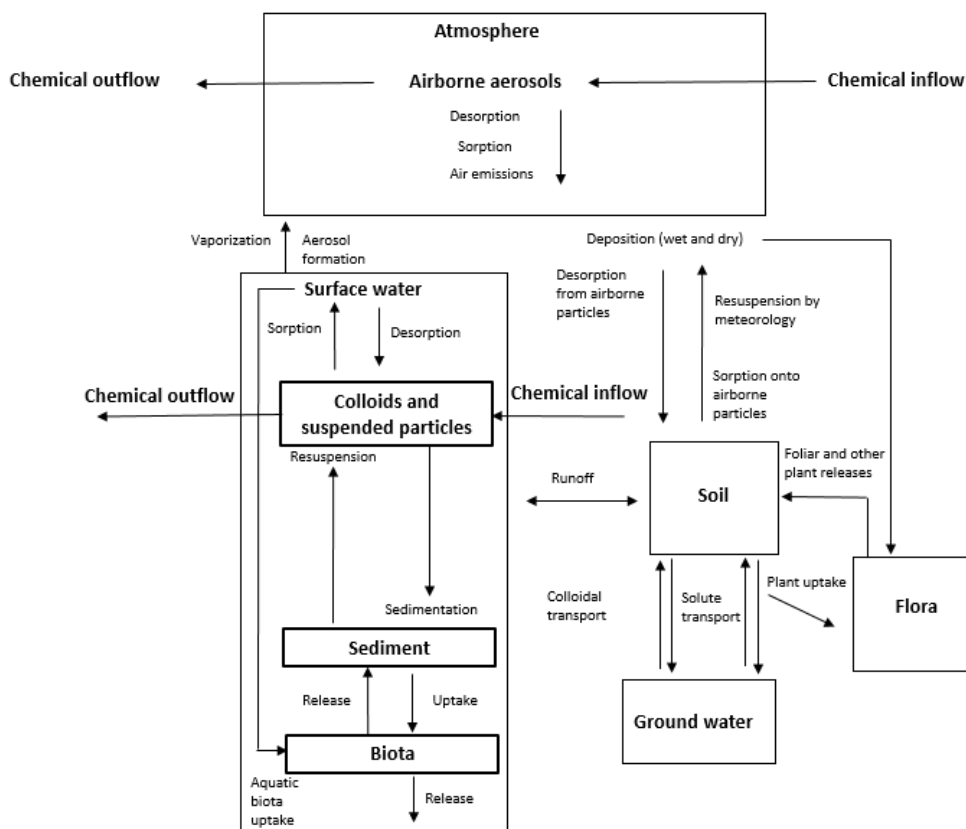 Atmosphere
Chemical outflow
Airborne aerosols
Chemical inflow
Desorption
Sorption
Air emissions
Vaporization
Aerosol
formation
Deposition (wet and dry)
Surface water
Sorption
Desorption
Desorption
from airborne
particles
Resuspension by
meteorology
Chemical outflow
Colloids and
suspended particles
Chemical inflow
Sorption onto
airborne
particles
Resuspension
Runoff
Soil
Foliar and other
plant releases
Sedimentation
Colloidal
transport
Solute
transport
Plant uptake
Flora
Sediment
Release
Uptake
Ground water
Biota
Aquatic
biota
uptake
Release